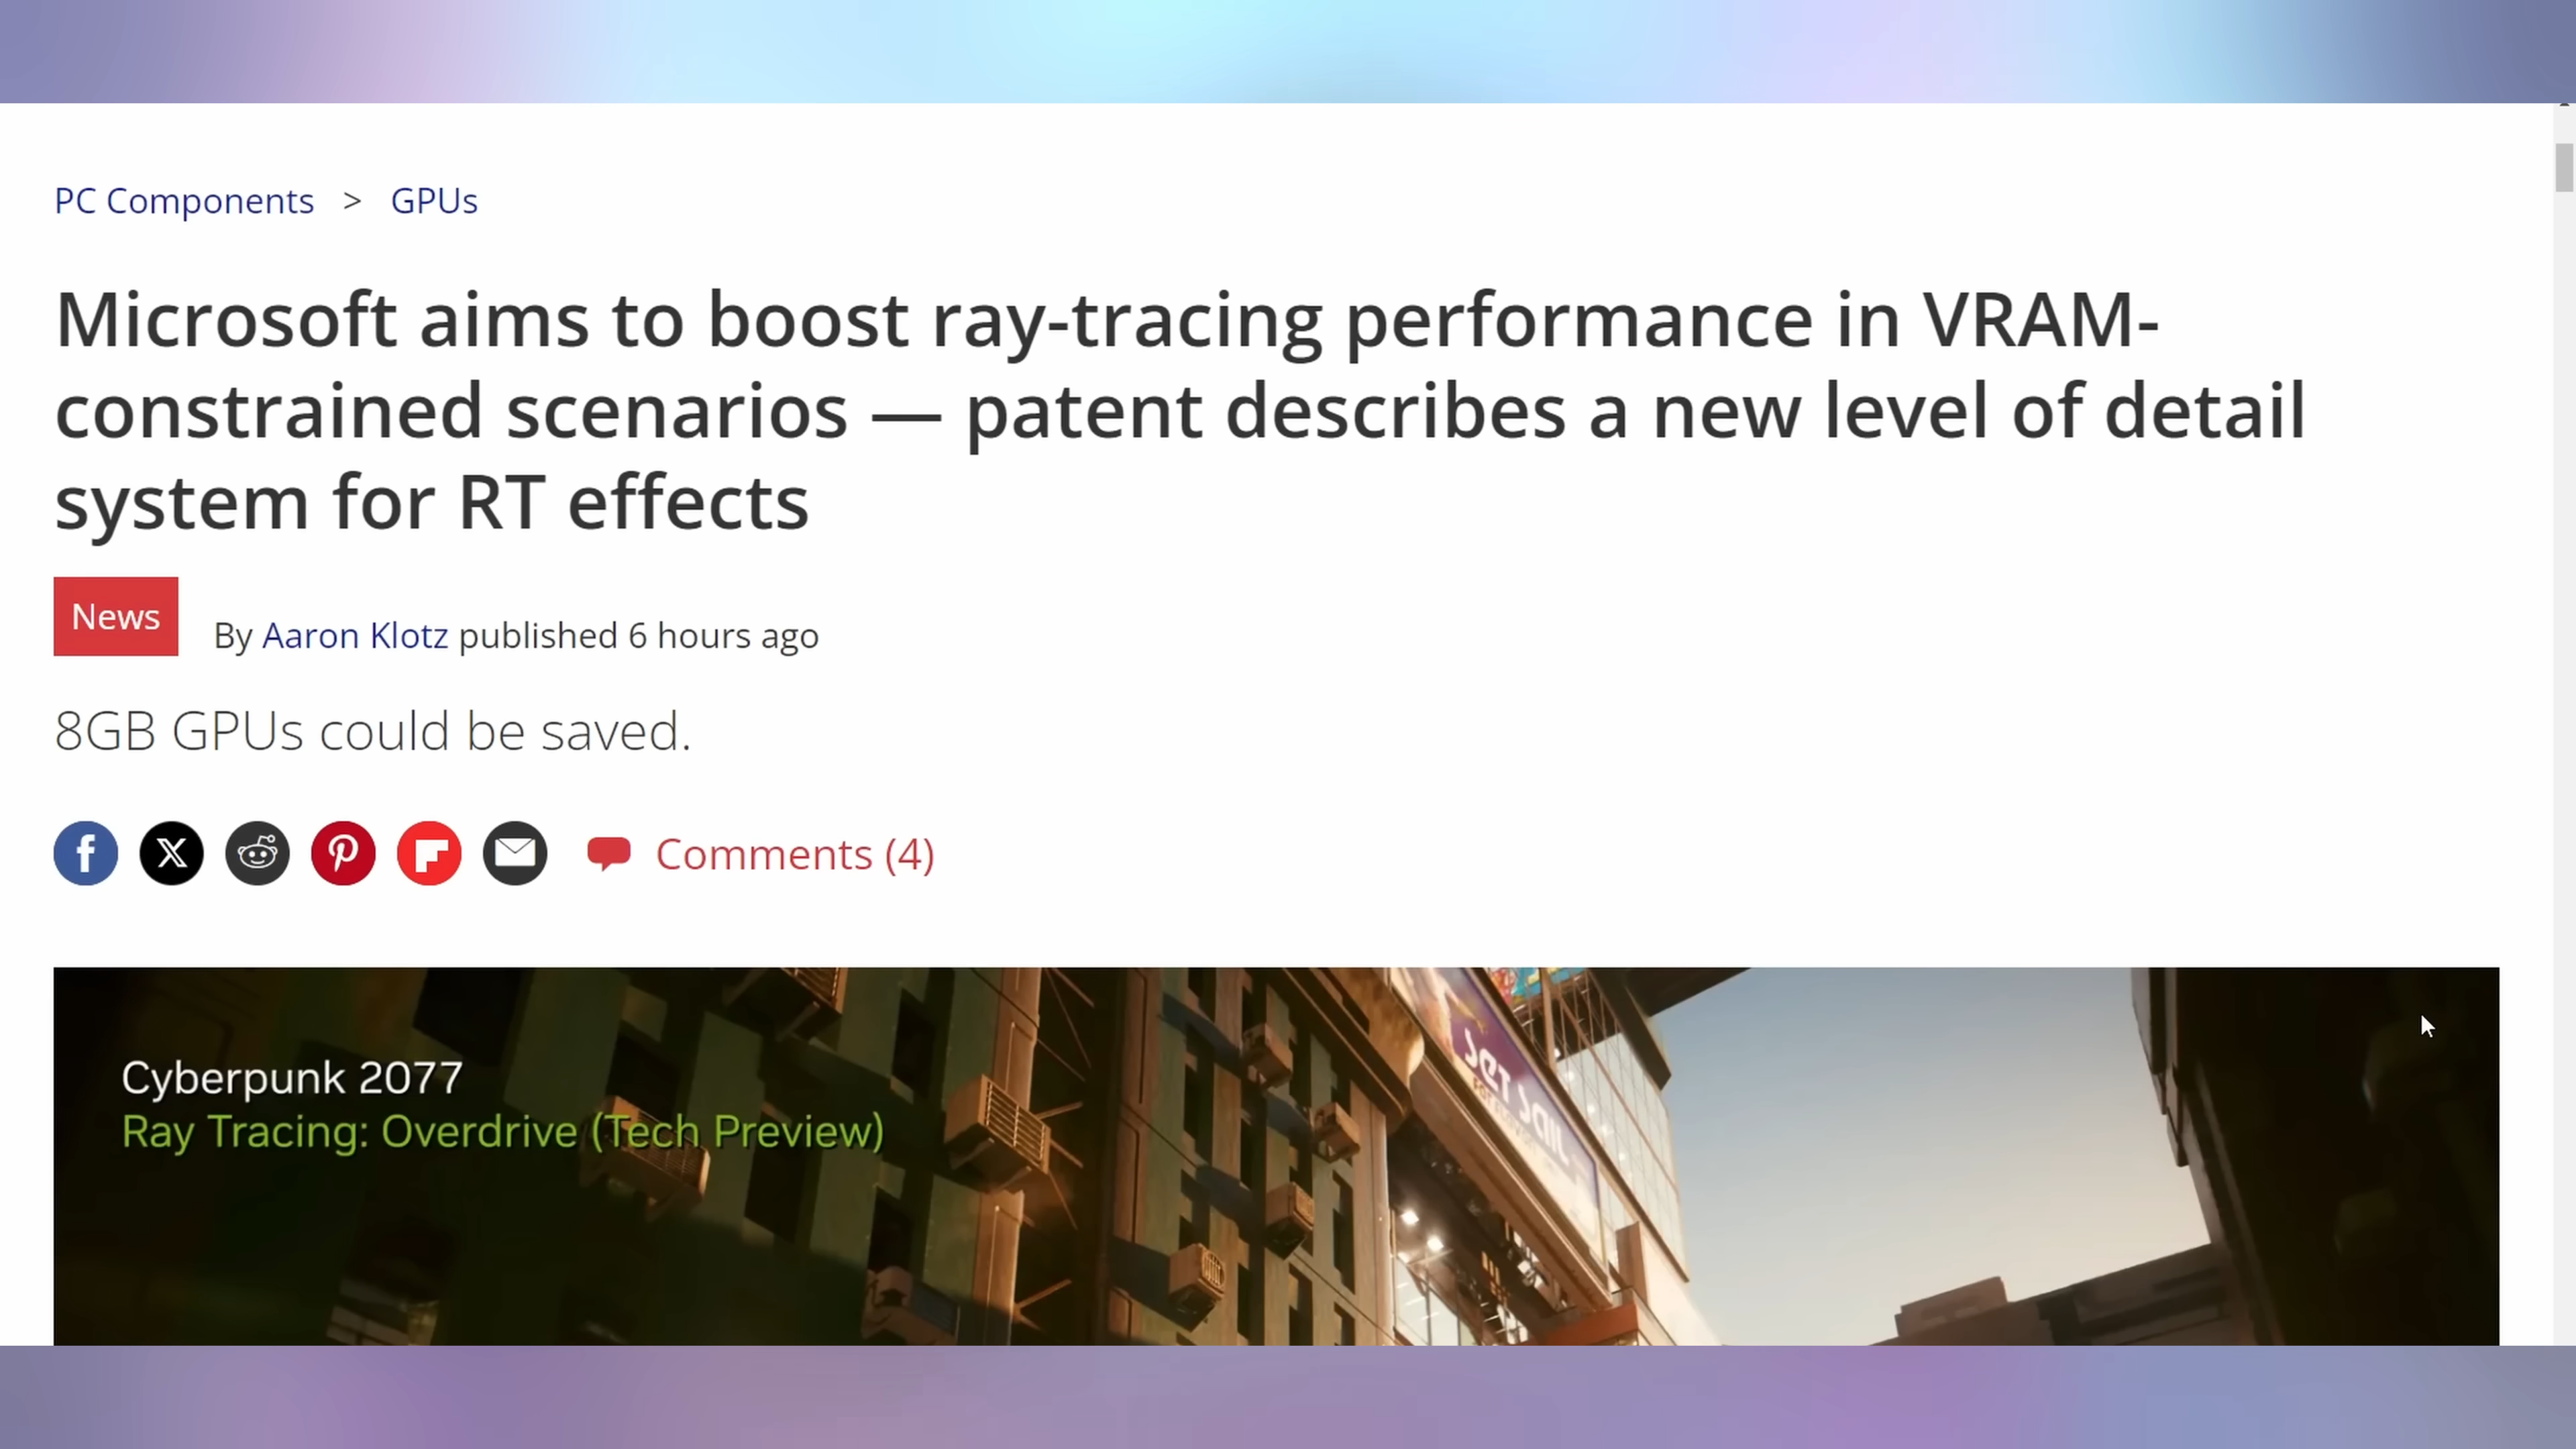 PC Components > GPUs
Microsoft aims to boost ray-tracing performance in VRAM-
constrained scenarios — patent describes a new level of detail
system for RT effects
News
By Aaron Klotz published 6 hours ago
8GB GPUs could be saved.
Comments (4)
Cyberpunk 2077
Ray Tracing: Overdrive (Tech Preview)
SET SAIL